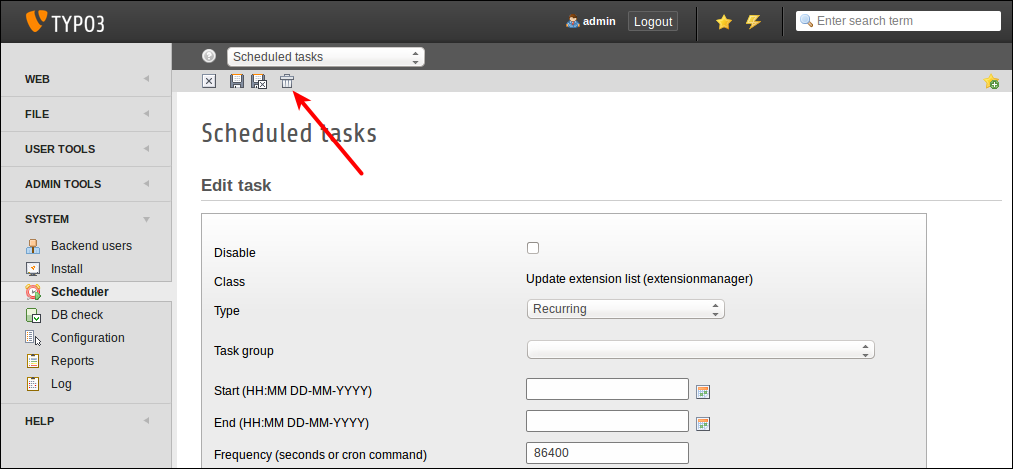 TYPO3
admin
Logout
Enter search term
Scheduled tasks
WEB
FILE
USER TOOLS
ADMIN TOOLS
SYSTEM
Backend users
Install
Scheduler
DB check
Configuration
Reports
Log
HELP
Scheduled tasks
Edit task
Disable
Class Update extension list (extensionmanager)
Type Recurring
Task group
Start (HH:MM DD-MM-YYYY)
End (HH:MM DD-MM-YYYY)
Frequency (seconds or cron command) 86400